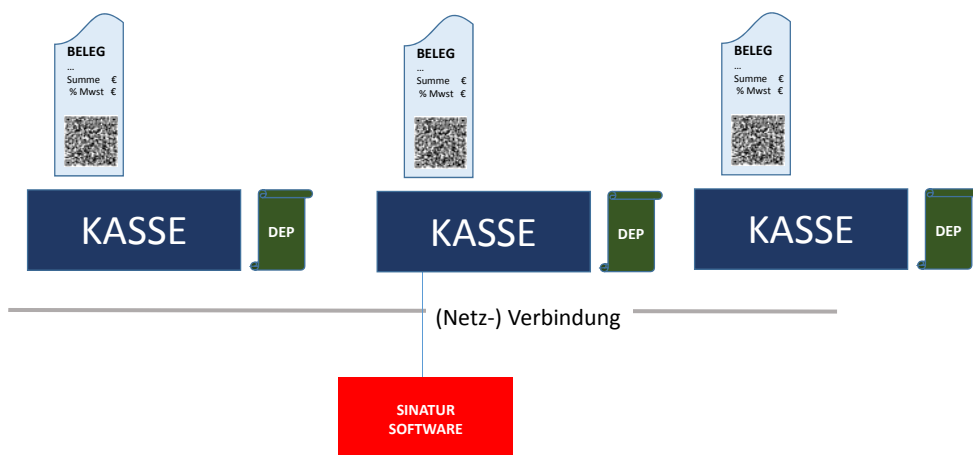 BELEG
...
Summe €
% Mwst €
BELEG
...
Summe €
% Mwst €
BELEG
...
Summe €
% Mwst €
KASSE
DEP
KASSE
DEP
KASSE
DEP
(Netz-) Verbindung
SINATUR
SOFTWARE